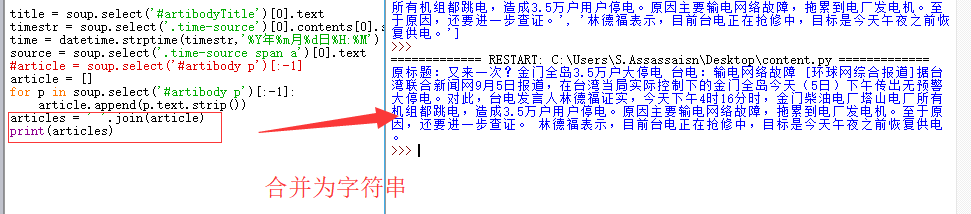 title = soup.select('#artibodyTitle')[0].text
timestr = soup.select('.time-source')[0].contents[0].s
time = datetime.strptime(timestr,'%Y年%m月%d日%H:%M')
source = soup.select('.time-source span a')[0].text
#article = soup.select('#artibody p')[:-1]
article = []
for p in soup.select('#artibody p')[:-1]:
article.append(p.text.strip())
articles = ' '.join(article)
print(articles)
所有机组都跳电，造成3.5万户用户停电。原因主要输电网络故障，拖累到电厂发电机。至
于原因，还要进一步查证。', '林德福表示，目前台电正在抢修中，目标是今天午夜之前恢
复供电。']
>>>
============= RESTART: C:\Users\S.Assassaisn\Desktop\content.py =============
原标题：又来一次？金门全岛3.5万户大停电 台电：输电网络故障 [环球网综合报道]据台
湾联合新闻网9月5日报道，在台湾当局实际控制下的金门全岛今天（5日）下午传出无预警
大停电。对此，台电发言人林德福证实，今天下午4时16分时，金门柴油电厂塔山电厂所有
机组都跳电，造成3.5万户用户停电。原因主要输电网络故障，拖累到电厂发电机。至于原
因，还要进一步查证。 林德福表示，目前台电正在抢修中，目标是今天午夜之前恢复供电
。
>>>
合并为字符串